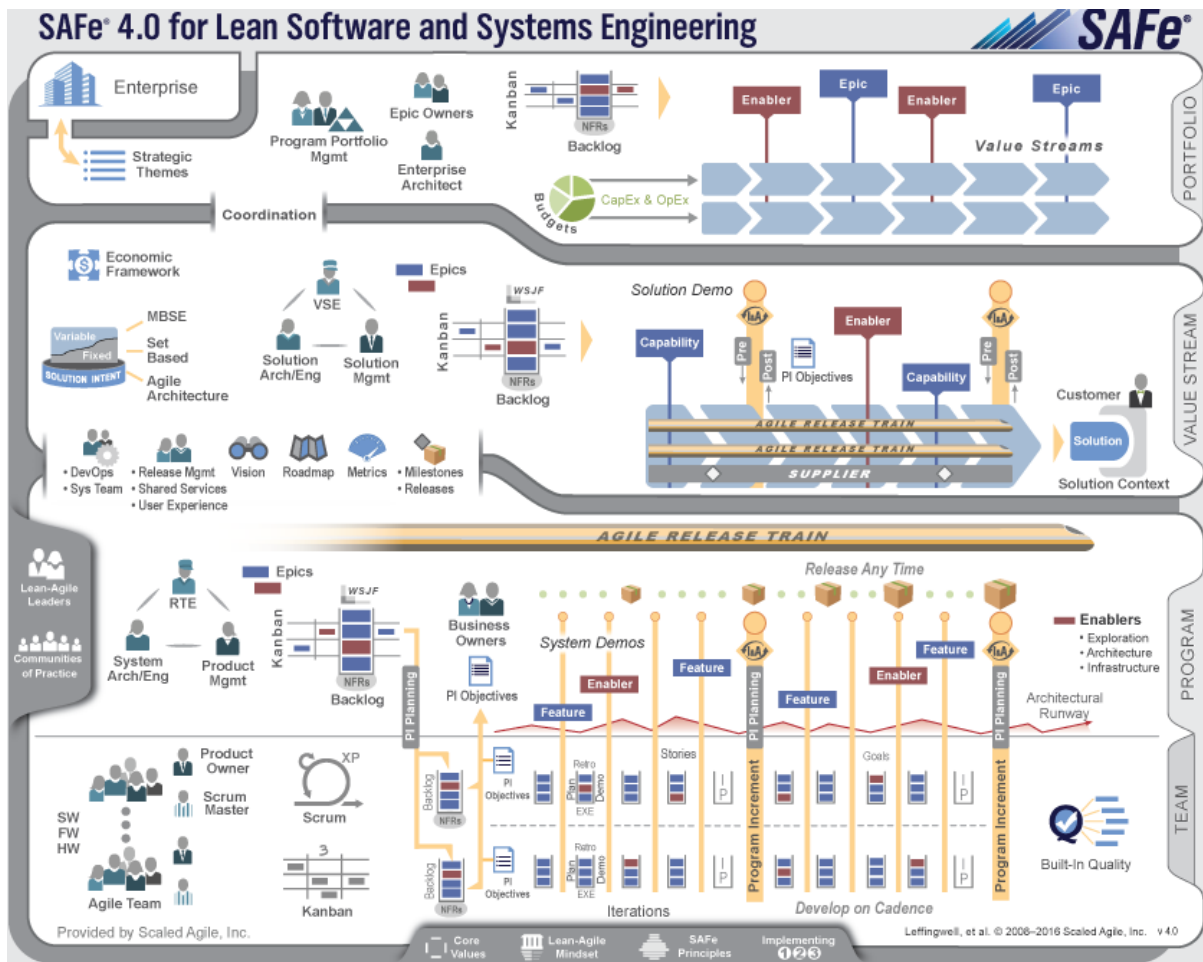 SAFe® 4.0 for Lean Software and Systems Engineering
SAFe®
Enterprise
Strategic
Themes
Program Portfolio
Mgmt
Epic Owners
Enterprise
Architect
Kanban
NFRs
Backlog
Enabler
Epic
Enabler
Epic
Value Streams
Budgets
CapEx & OpEx
PORTFOLIO
Coordination
Economic
Framework
Variable
Fixed
SOLUTION INTENT
MBSE
Set
Based
Agile
Architecture
VSE
Solution
Arch/Eng
Solution
Mgmt
Epics
WSJF
Kanban
NFRs
Backlog
Solution Demo
I&A
I&A
Capability
Pre
Post
PI Objectives
Enabler
Capability
Pre
Post
AGILE RELEASE TRAIN
AGILE RELEASE TRAIN
SUPPLIER
Customer
Solution
Solution Context
VALUE STREAM
• DevOps
• Sys Team
• Release Mgmt
• Shared Services
• User Experience
Vision
Roadmap
Metrics
• Milestones
• Releases
AGILE RELEASE TRAIN
Release Any Time
Lean-Agile
Leaders
Communities
of Practice
RTE
System
Arch/Eng
Product
Mgmt
Epics
WSJF
Kanban
NFRs
Backlog
PI Planning
Business
Owners
PI Objectives
System Demos
Feature
Enabler
Feature
I&A
PI Planning
Feature
Enabler
Feature
I&A
PI Planning
Enablers
• Exploration
• Architecture
• Infrastructure
Architectural
Runway
PROGRAM
Product
Owner
Scrum
Master
SW
FW
HW
Agile Team
XP
Scrum
3
Kanban
Backlog
NFRs
PI
Objectives
Plan
Retro
Demo
EXE
Stories
I
P
Program Increment
Goals
I
P
Program Increment
Backlog
NFRs
PI
Objectives
Plan
Retro
Demo
EXE
I
P
I
P
Iterations
Develop on Cadence
Built-In Quality
TEAM
Provided by Scaled Agile, Inc.
Leffingwell, et al. © 2008–2016 Scaled Agile, Inc. v 4.0
Core
Values
Lean-Agile
Mindset
SAFe
Principles
Implementing
1 2 3